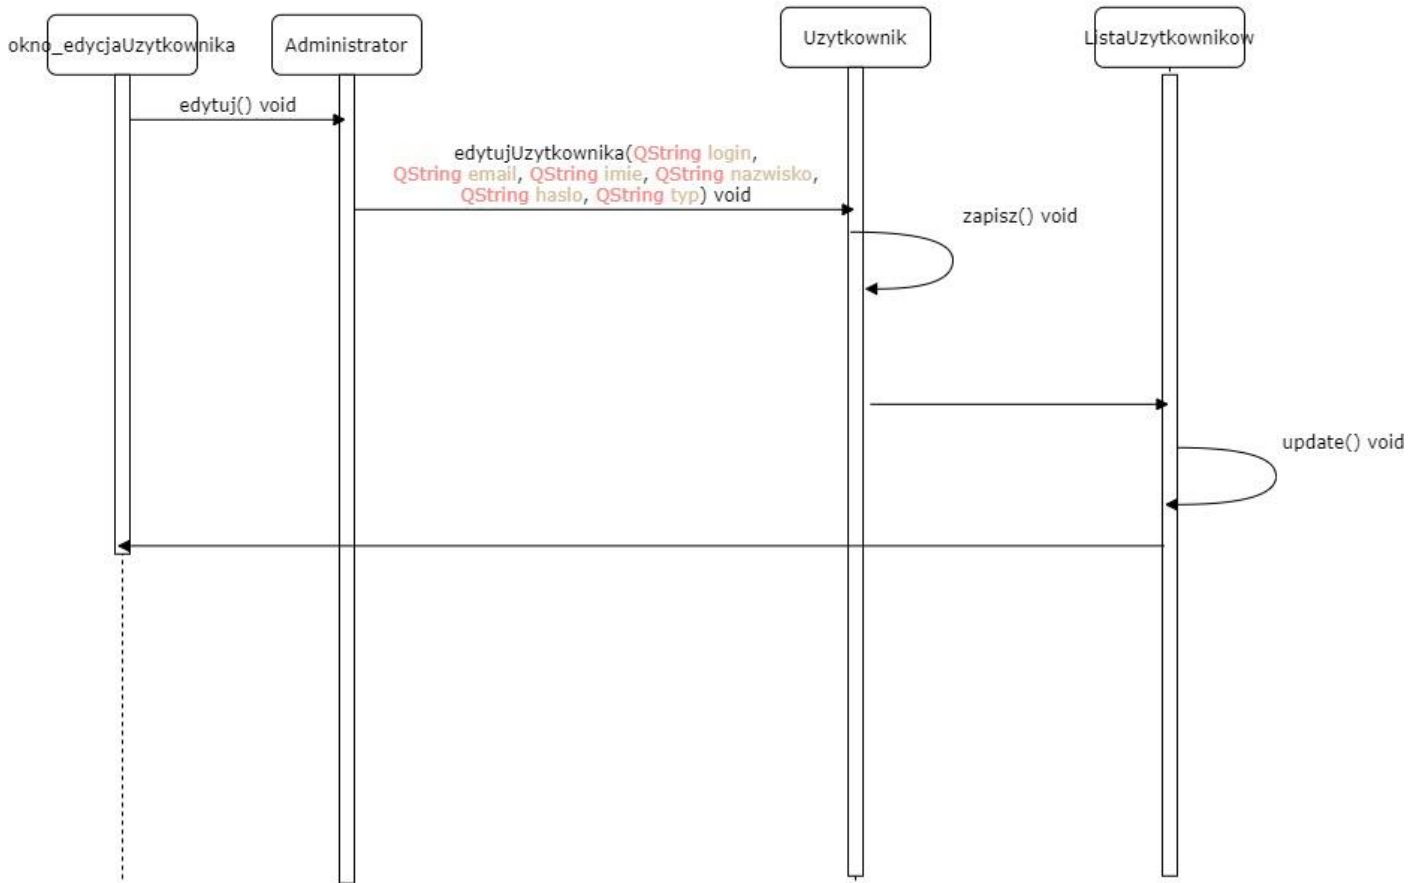 okno_edycjaUzytkownika
Administrator
Uzytkownik
ListaUzytkownikow
edytuj() void
edytujUzytkownika(QString login,
QString email, QString imie, QString nazwisko,
QString haslo, QString typ) void
zapisz() void
update() void